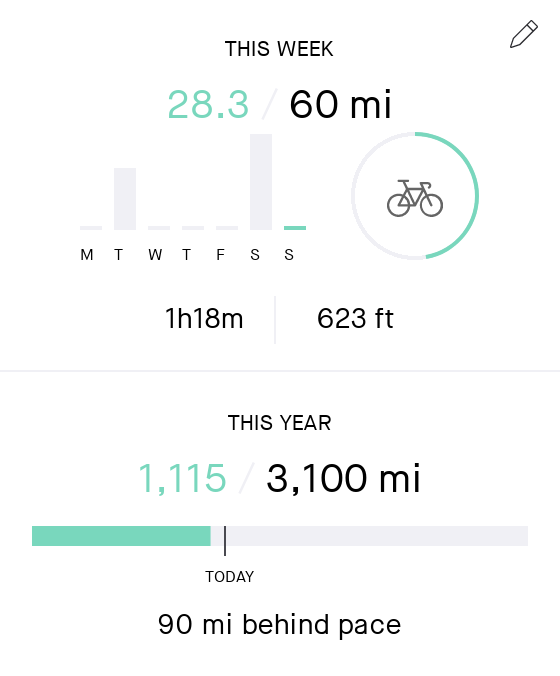 THIS WEEK
28.3 / 60 mi
M T W T F S S
1h18m 623 ft
THIS YEAR
1,115 / 3,100 mi
TODAY
90 mi behind pace